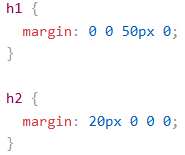 h1 {
  margin: 0 0 50px 0;
}

h2 {
  margin: 20px 0 0 0;
}